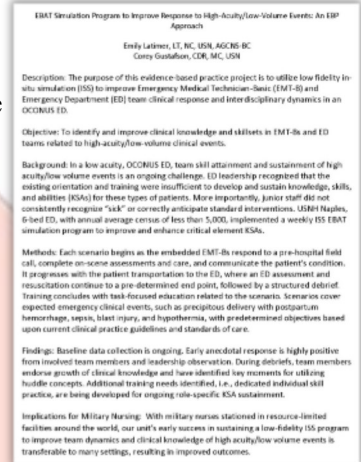 EBAT Simulation Program to Improve Response to High-Acuity/Low-Volume Events: An EBP
Approach
Emily Latimer, LT, NC, USN, AGCNS-BC
Corey Gustafson, CDR, MC, USN
Description: The purpose of this evidence-based practice project is to utilize low fidelity in-
situ simulation (ISS) to improve Emergency Medical Technician-Basic (EMT-B) and
Emergency Department (ED) team clinical response and interdisciplinary dynamics in an
OCONUS ED.
Objective: To identify and improve clinical knowledge and skillsets in EMT-Bs and ED
teams related to high-acuity/low-volume clinical events.
Background: In a low acuity, OCONUS ED, team skill attainment and sustainment of high
acuity/low volume events is an ongoing challenge. ED leadership recognized that the
existing orientation and training were insufficient to develop and sustain knowledge, skills,
and abilities (KSAs) for these types of patients. More importantly, junior staff did not
consistently recognize "sick" or correctly anticipate standard interventions. USNH Naples,
6-bed ED, with annual average census of less than 5,000, implemented a weekly ISS EBAT
simulation program to improve and enhance critical element KSAs.
Methods: Each scenario begins as the embedded EMT-Bs respond to a pre-hospital field
call, complete on-scene assessments and care, and communicate the patient's condition.
It progresses with the patient transportation to the ED, where an ED assessment and
resuscitation continue to a pre-determined end point, followed by a structured debrief.
Training concludes with task-focused education related to the scenario. Scenarios cover
expected emergency clinical events, such as precipitous delivery with postpartum
hemorrhage, sepsis, blast injury, and hypothermia, with predetermined objectives based
upon current clinical practice guidelines and standards of care.
Findings: Baseline data collection is ongoing. Early anecdotal response is highly positive
from involved team members and leadership observation. During debriefs, team members
endorse growth of clinical knowledge and have identified key moments for utilizing
huddle concepts. Additional training needs identified, i.e., dedicated individual skill
practice, are being developed for ongoing role-specific KSA sustainment.
Implications for Military Nursing: With military nurses stationed in resource-limited
facilities around the world, our unit's early success in sustaining a low-fidelity ISS program
to improve team dynamics and clinical knowledge of high acuity/low volume events is
transferable to many settings, resulting in improved outcomes.